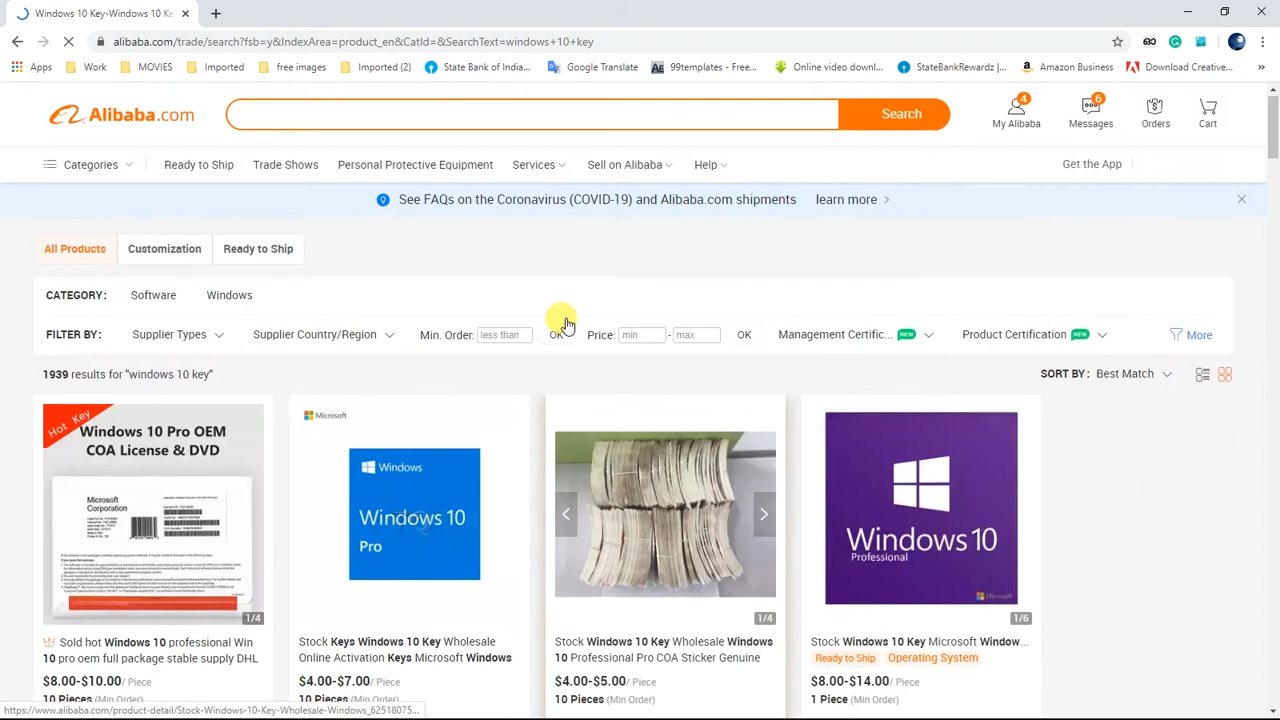 Windows 10 Key-Windows 10 Ke
alibaba.com/trade/search?fsb=y&IndexArea=product_en&CatId=&SearchText=windows+10+key
Apps Work MOVIES Imported free images Imported (2) State Bank of India... Google Translate 99templates - Free... Online video downl... StateBankRewardz |... Amazon Business Download Creative...
Alibaba.com
Search
4
6
My Alibaba Messages Orders Cart
Categories Ready to Ship Trade Shows Personal Protective Equipment Services Sell on Alibaba Help Get the App
See FAQs on the Coronavirus (COVID-19) and Alibaba.com shipments learn more
All Products Customization Ready to Ship
CATEGORY: Software Windows
FILTER BY: Supplier Types Supplier Country/Region Min. Order: less than OK Price: min - max OK Management Certific... NEW Product Certification NEW More
1939 results for "windows 10 key" SORT BY: Best Match
Hot Key
Windows 10 Pro OEM
COA License & DVD
Microsoft
Corporation
1/4
Microsoft
Windows
Windows 10
Pro
1/4
Windows 10
Professional
Microsoft
1/6
Sold hot Windows 10 professional Win
10 pro oem full package stable supply DHL
$8.00-$10.00/ Piece
10 Pieces (Min Order)
Stock Keys Windows 10 Key Wholesale
Online Activation Keys Microsoft Windows
$4.00-$7.00/ Piece
10 Pieces (Min Order)
Stock Windows 10 Key Wholesale Windows
10 Professional Pro COA Sticker Genuine
$4.00-$5.00/ Piece
10 Pieces (Min Order)
Stock Windows 10 Key Microsoft Window...
Ready to Ship Operating System
$8.00-$14.00/ Piece
1 Piece (Min Order)
https://www.alibaba.com/product-detail/Stock-Windows-10-Key-Wholesale-Windows_62518075...